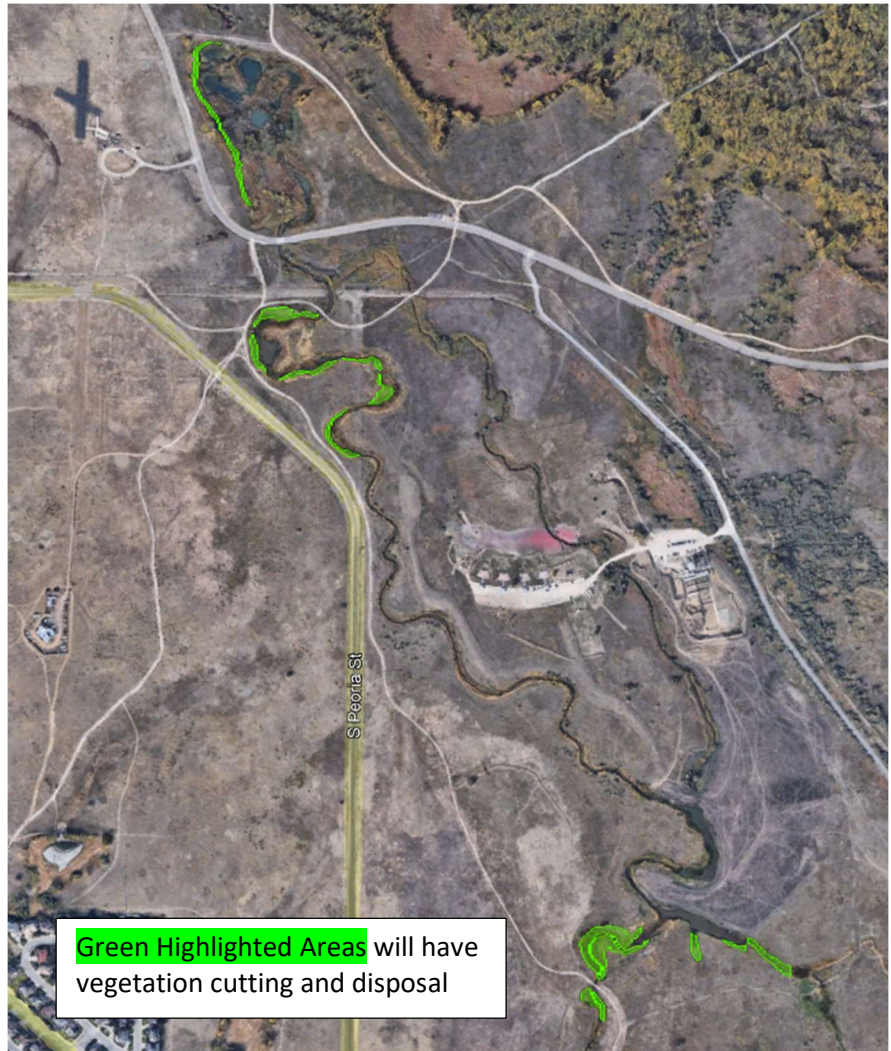 S Peoria St
Green Highlighted Areas will have
vegetation cutting and disposal